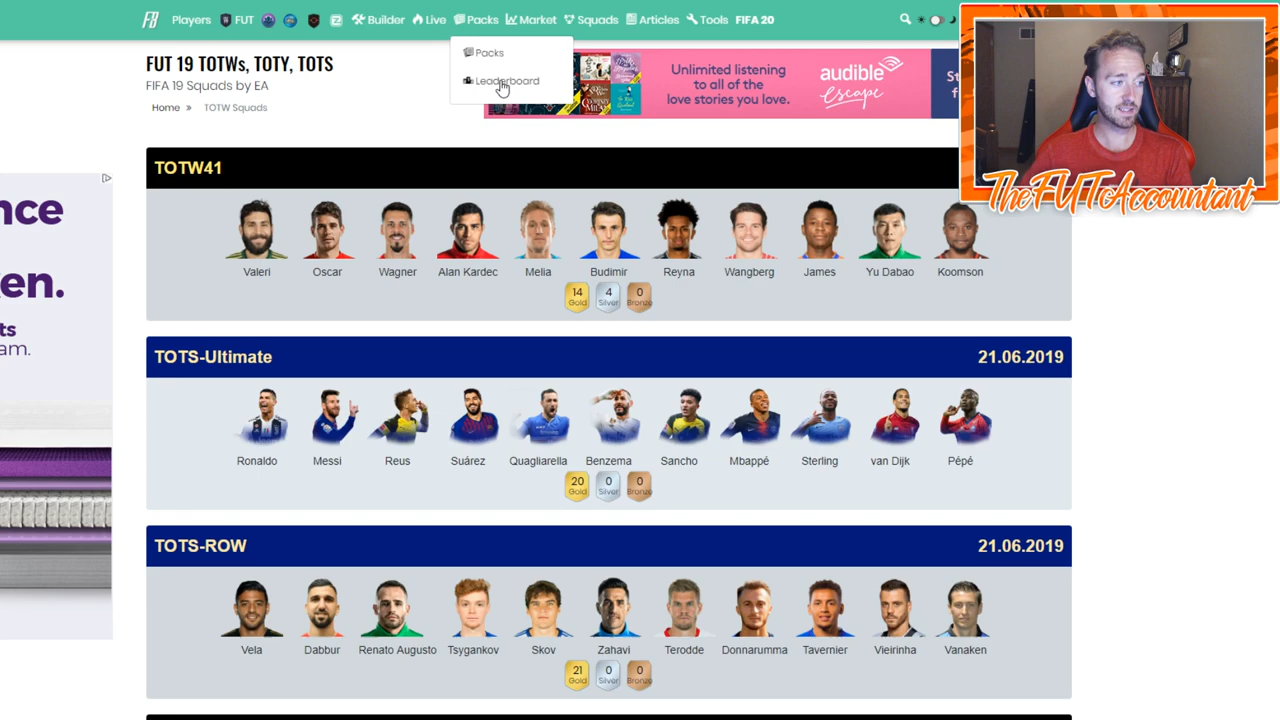 FB Players FUT Builder Live Packs Market Squads Articles Tools FIFA 20
Packs
Leaderboard
FUT 19 TOTWs, TOTY, TOTS
FIFA 19 Squads by EA
Home » TOTW Squads
Unlimited listening
to all of the
love stories you love.
audible
escape
TheFUTAccountant
TOTW41
Valeri Oscar Wagner Alan Kardec Melia Budimir Reyna Wangberg James Yu Dabao Koomson
14 4 0
Gold Silver Bronze
TOTS-Ultimate 21.06.2019
Ronaldo Messi Reus Suárez Quagliarella Benzema Sancho Mbappé Sterling van Dijk Pépé
20 0 0
Gold Silver Bronze
TOTS-ROW 21.06.2019
Vela Dabbur Renato Augusto Tsygankov Skov Zahavi Terodde Donnarumma Tavernier Vieirinha Vanaken
21 0 0
Gold Silver Bronze
nce
ken.
ts
am.